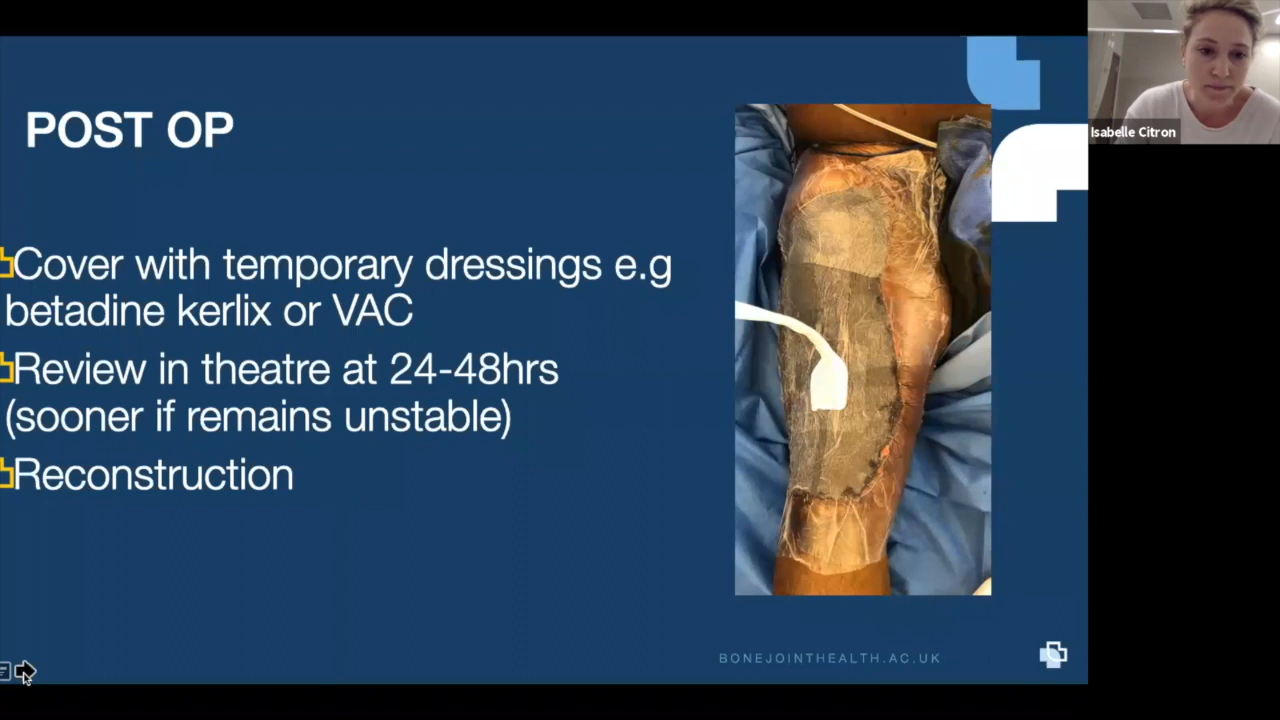 POST OP
Cover with temporary dressings e.g
betadine kerlix or VAC
Review in theatre at 24-48hrs
(sooner if remains unstable)
Reconstruction
BONEJOINTHEALTH.AC.UK
Isabelle Citron